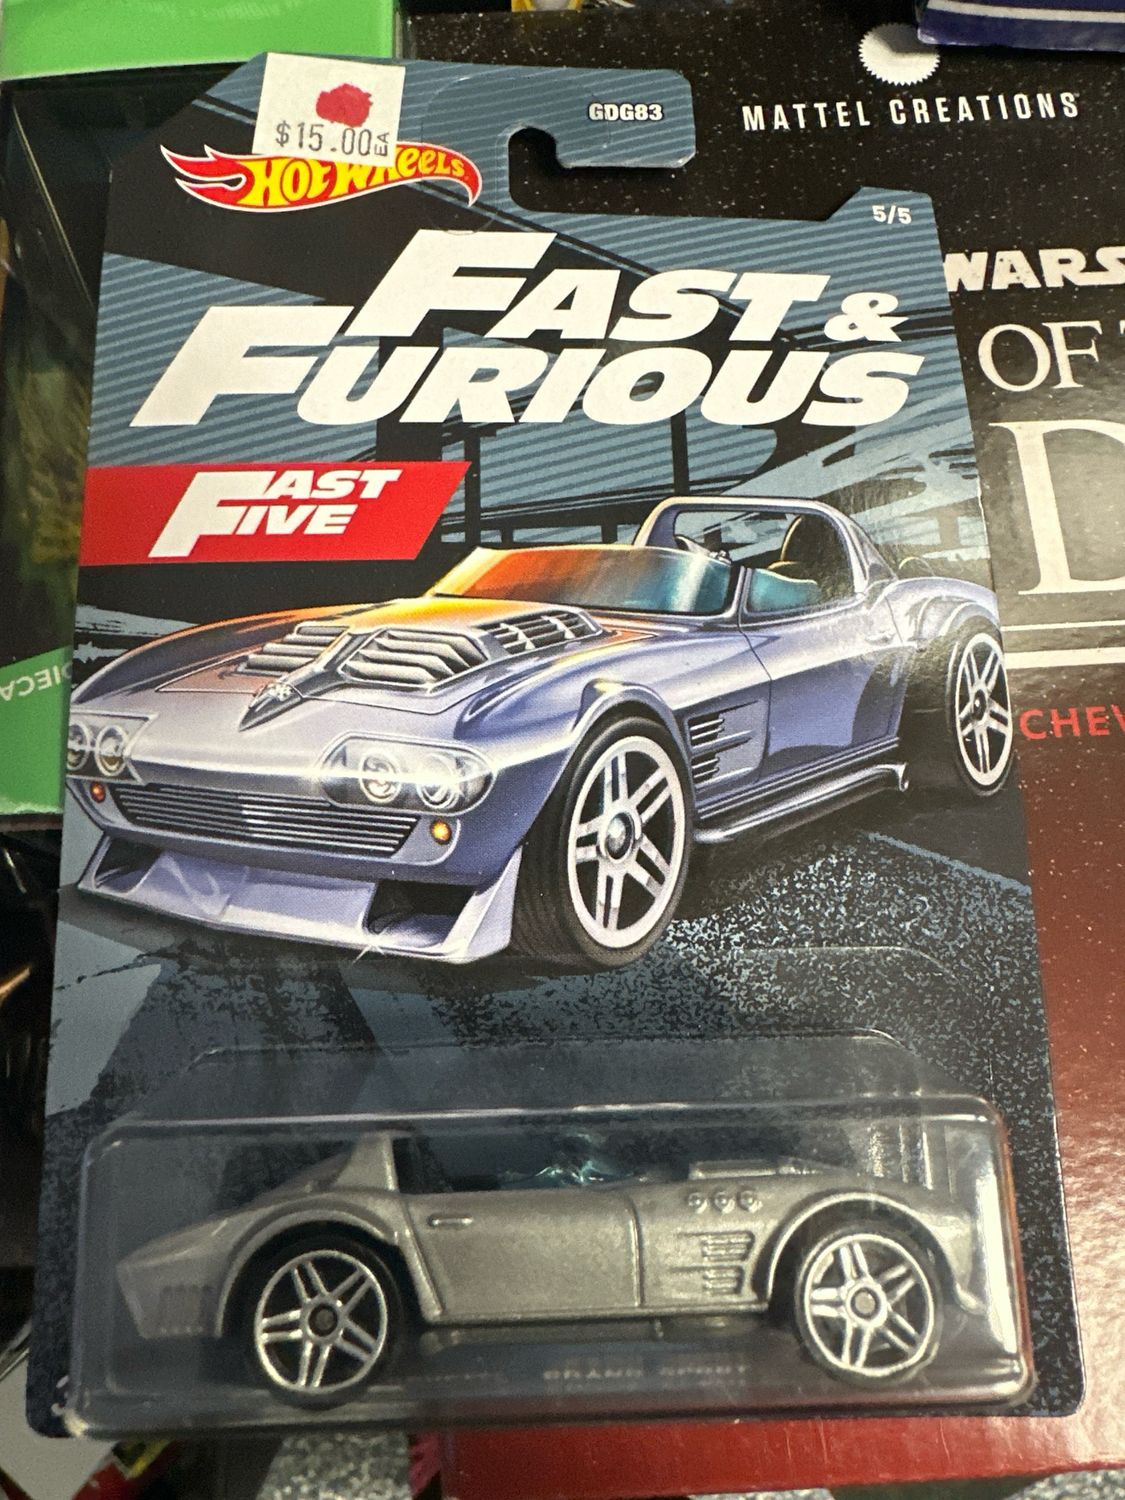 GDG83
MATTEL CREATIONS
$15.00EA
HOT WHEELS
5/5
FAST &
FURIOUS
WARS
OF
D
FAST
FIVE
CHEV
GRAND SPORT